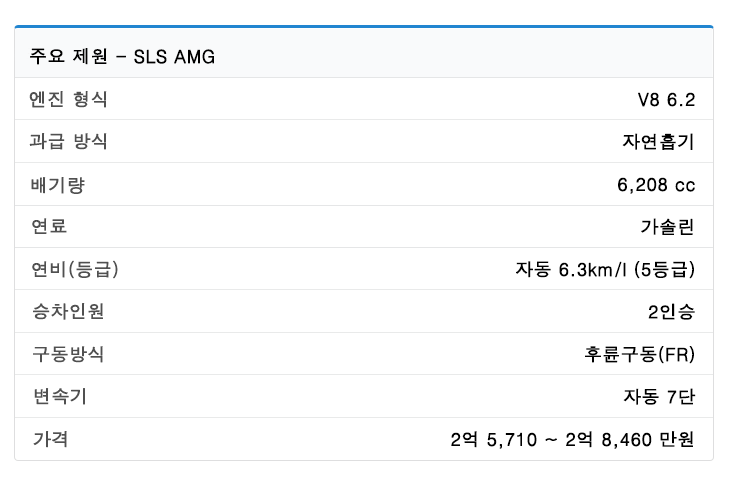 주요 제원 – SLS AMG
엔진 형식 V8 6.2
과급 방식 자연흡기
배기량 6,208 cc
연료 가솔린
연비(등급) 자동 6.3km/l (5등급)
승차인원 2인승
구동방식 후륜구동(FR)
변속기 자동 7단
가격 2억 5,710 ~ 2억 8,460 만원